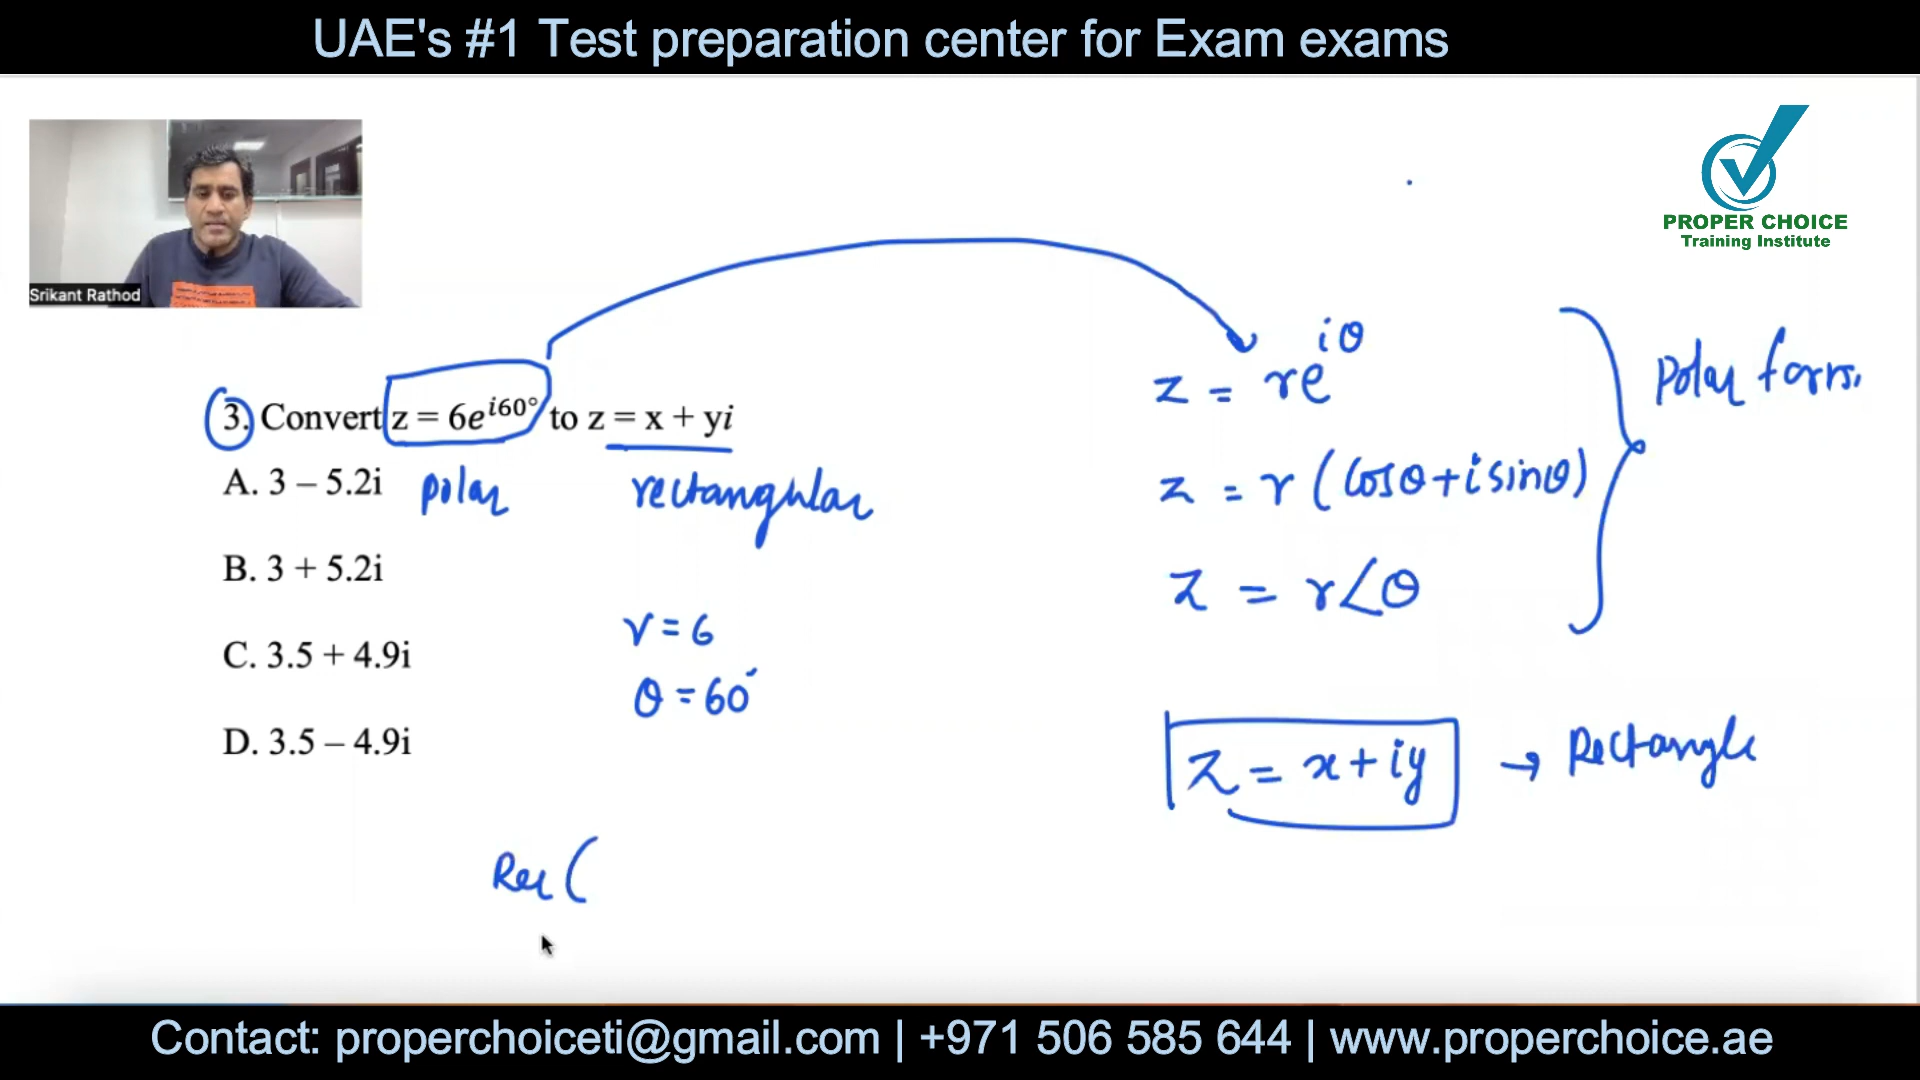 UAE's #1 Test preparation center for Exam exams
PROPER CHOICE
Training Institute
Srikant Rathod
3. Convert z = 6e^{i60°} to z = x + yi
A. 3 – 5.2i
polar
rectangular
B. 3 + 5.2i
C. 3.5 + 4.9i
D. 3.5 – 4.9i
r = 6
θ = 60°
Rec (
z = re^{iθ}
z = r (cosθ + i sinθ)
z = r∠θ
Polar form.
z = x + iy → Rectangle
Contact: properchoiceti@gmail.com | +971 506 585 644 | www.properchoice.ae